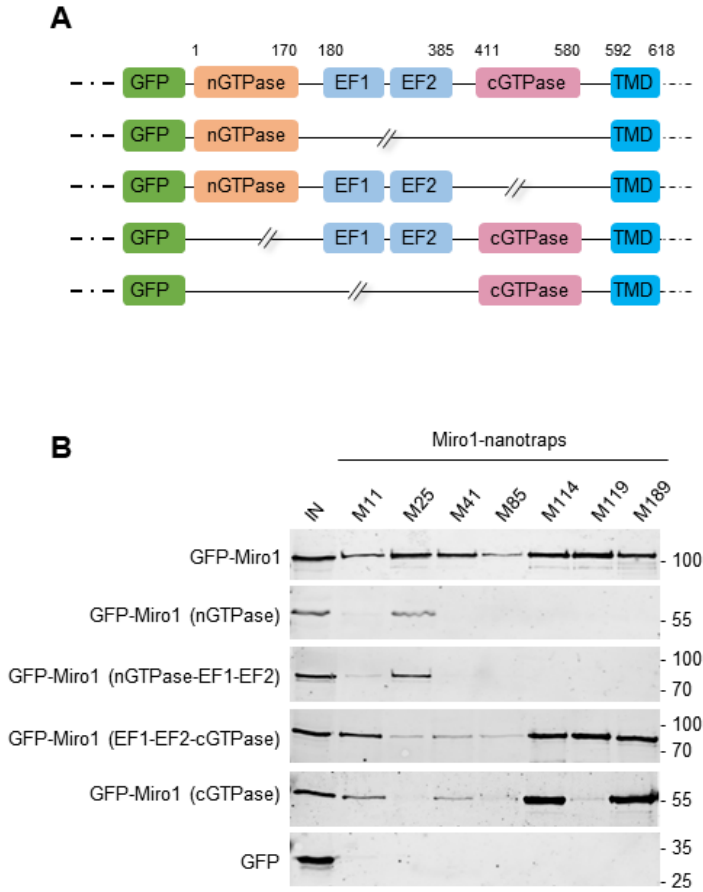 A
1 170 180 385 411 580 592 618
GFP nGTPase EF1 EF2 cGTPase TMD
GFP nGTPase TMD
GFP nGTPase EF1 EF2 TMD
GFP EF1 EF2 cGTPase TMD
GFP cGTPase TMD
B
Miro1-nanotraps
IN M11 M25 M41 M85 M114 M119 M189
GFP-Miro1 - 100
GFP-Miro1 (nGTPase) - 55
GFP-Miro1 (nGTPase-EF1-EF2) - 100
- 70
GFP-Miro1 (EF1-EF2-cGTPase) - 100
- 70
GFP-Miro1 (cGTPase) - 55
GFP - 35
- 25